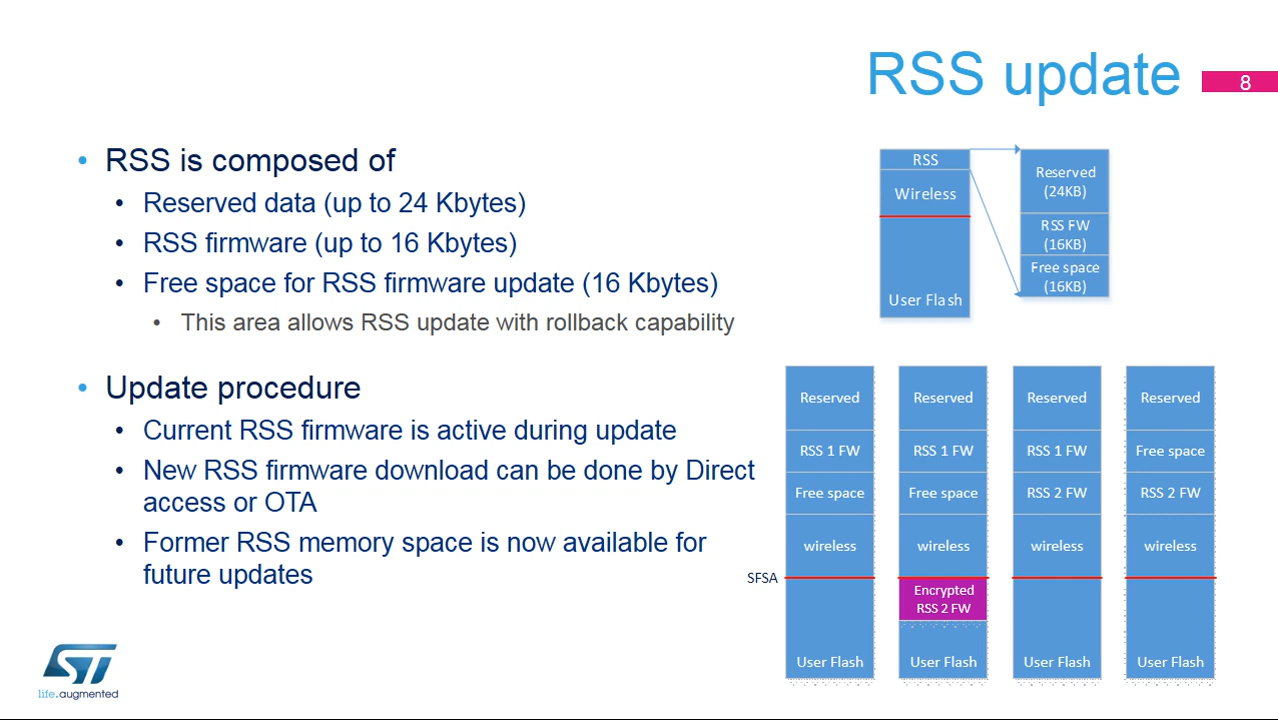 RSS update
8
• RSS is composed of
• Reserved data (up to 24 Kbytes)
• RSS firmware (up to 16 Kbytes)
• Free space for RSS firmware update (16 Kbytes)
• This area allows RSS update with rollback capability
• Update procedure
• Current RSS firmware is active during update
• New RSS firmware download can be done by Direct
access or OTA
• Former RSS memory space is now available for
future updates
RSS
Wireless
User Flash
Reserved
(24KB)
RSS FW
(16KB)
Free space
(16KB)
Reserved
RSS 1 FW
Free space
wireless
SFSA
User Flash
Reserved
RSS 1 FW
Free space
wireless
Encrypted
RSS 2 FW
User Flash
Reserved
RSS 1 FW
RSS 2 FW
wireless
User Flash
Reserved
Free space
RSS 2 FW
wireless
User Flash
ST
life.augmented